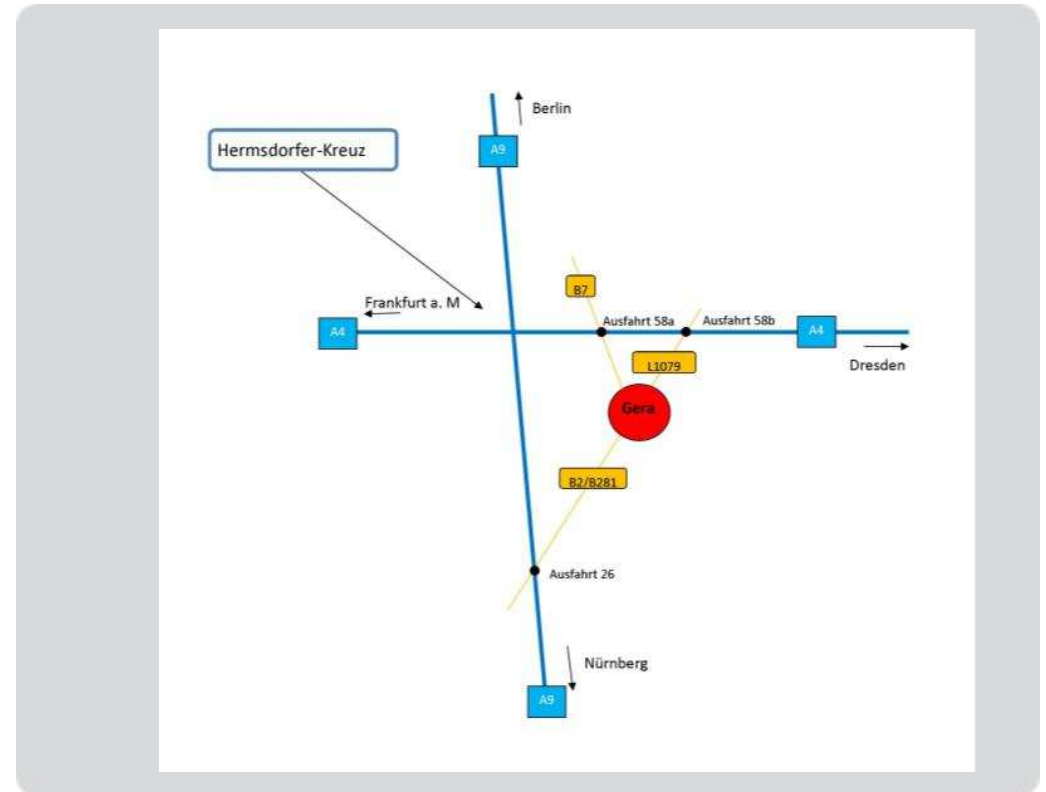 Berlin
Hermsdorfer-Kreuz
A9
B7
Frankfurt a. M
Ausfahrt 58a
Ausfahrt 58b
A4
A4
L1079
Dresden
Gera
B2/B281
Ausfahrt 26
Nürnberg
A9